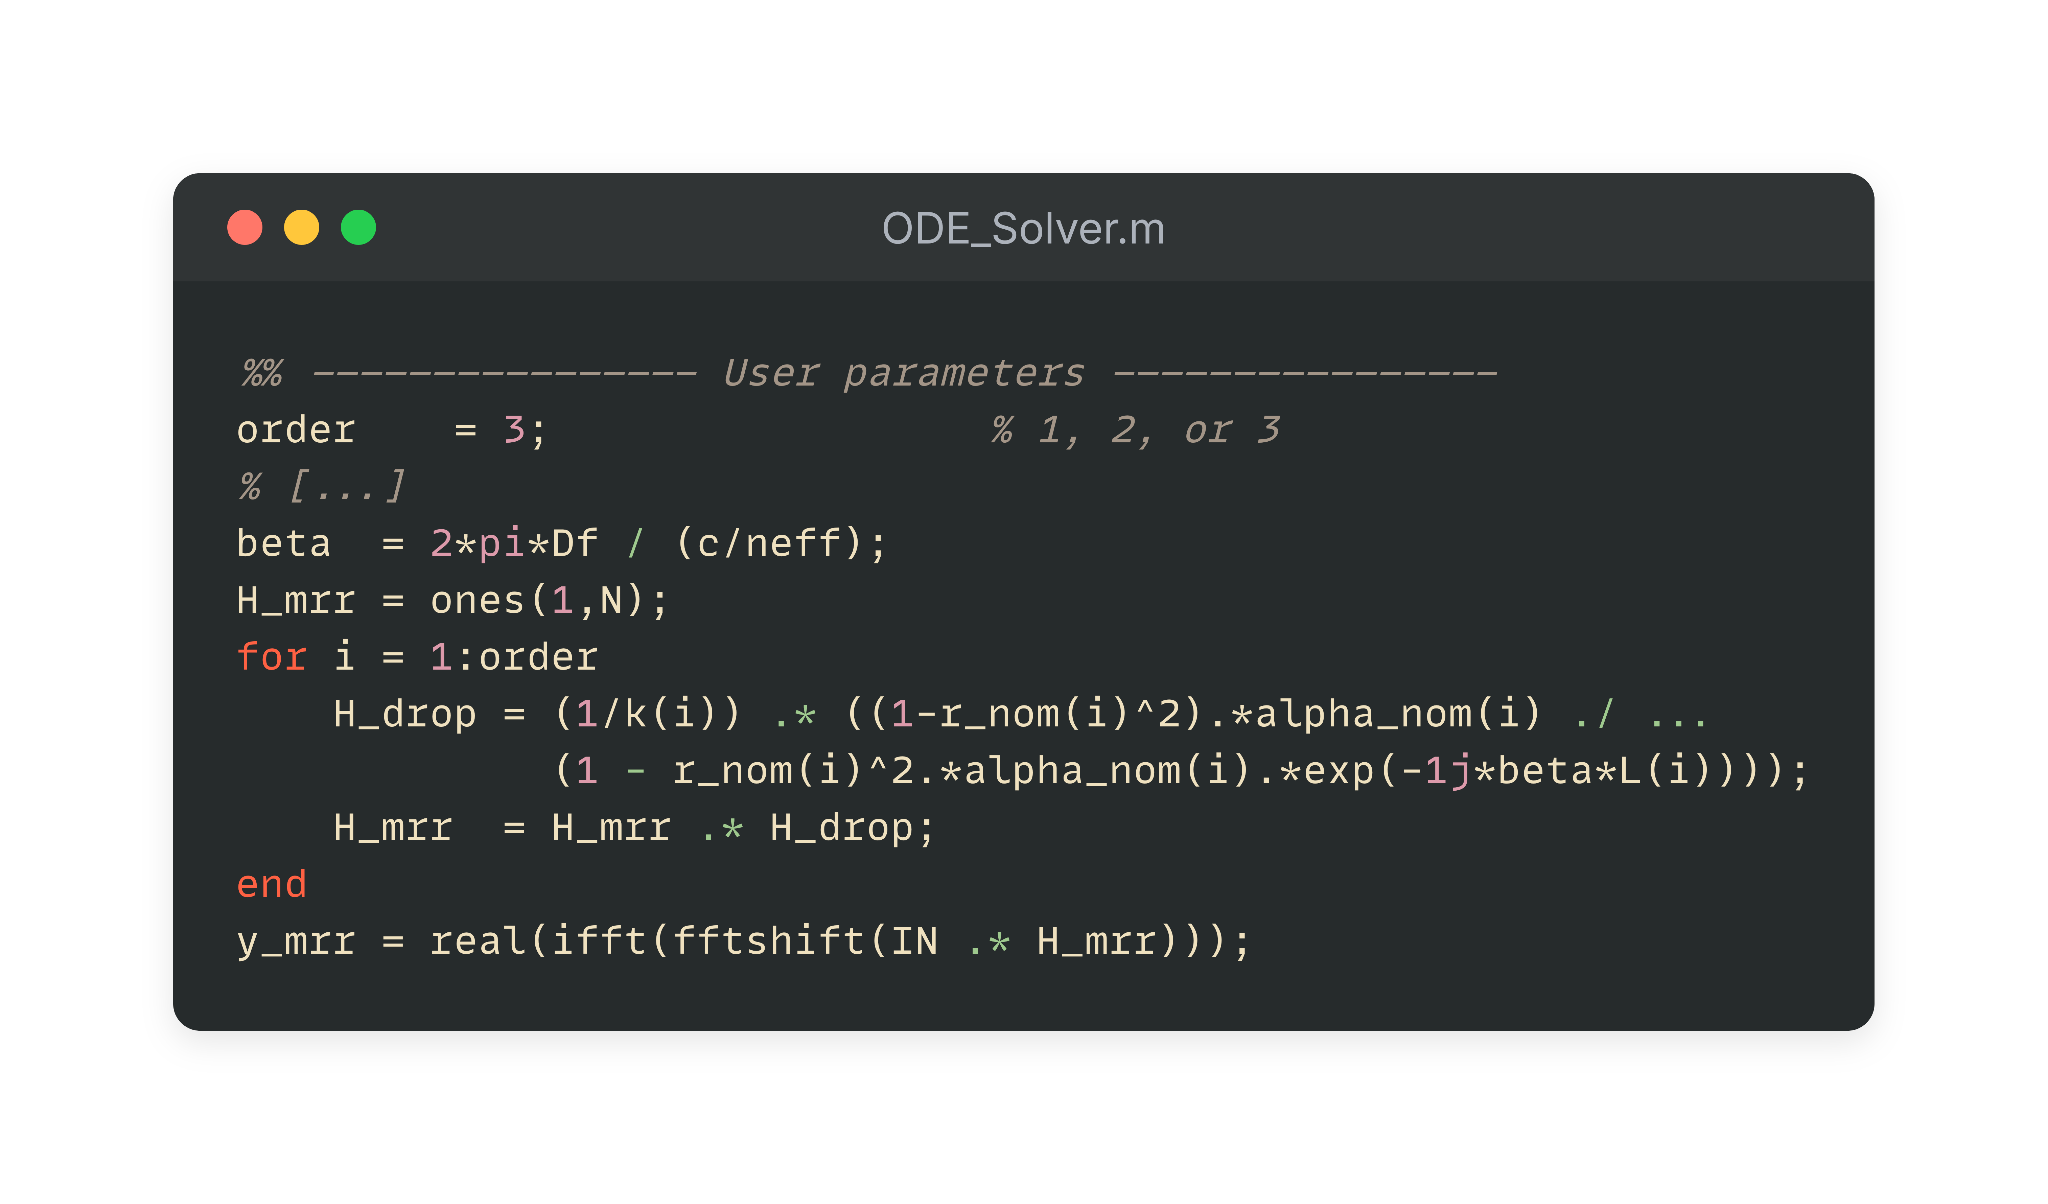 ODE_Solver.m
%% ---------------- User parameters ----------------
order    = 3;                  % 1, 2, or 3
% [...]
beta  = 2*pi*Df / (c/neff);
H_mrr = ones(1,N);
for i = 1:order
    H_drop = (1/k(i)) .* ((1-r_nom(i)^2).*alpha_nom(i) ./ ...
             (1 - r_nom(i)^2.*alpha_nom(i).*exp(-1j*beta*L(i))));
    H_mrr  = H_mrr .* H_drop;
end
y_mrr = real(ifft(fftshift(IN .* H_mrr)));